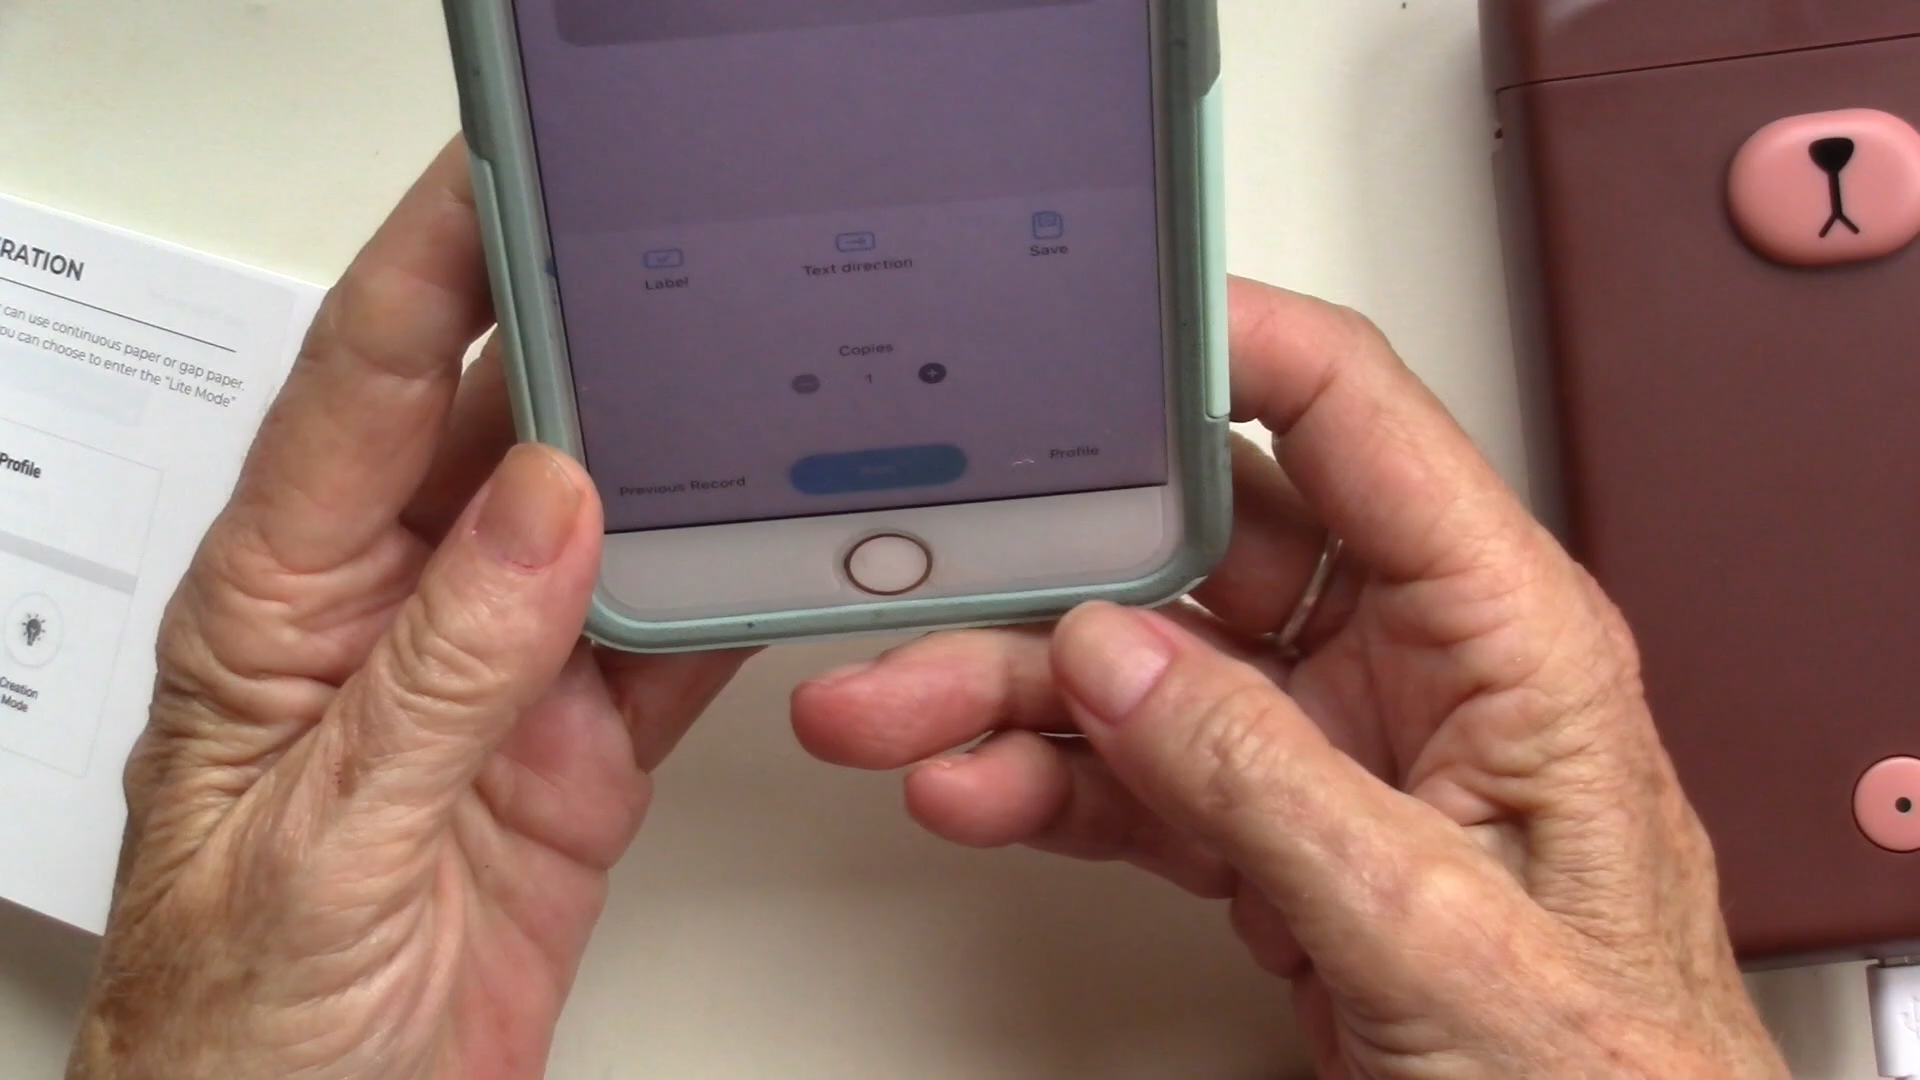 RATION
can use continuous paper or gap paper.
ou can choose to enter the "Lite Mode"
Profile
Creation
Mode
Label
Text direction
Save
Copies
1
Previous Record
Profile